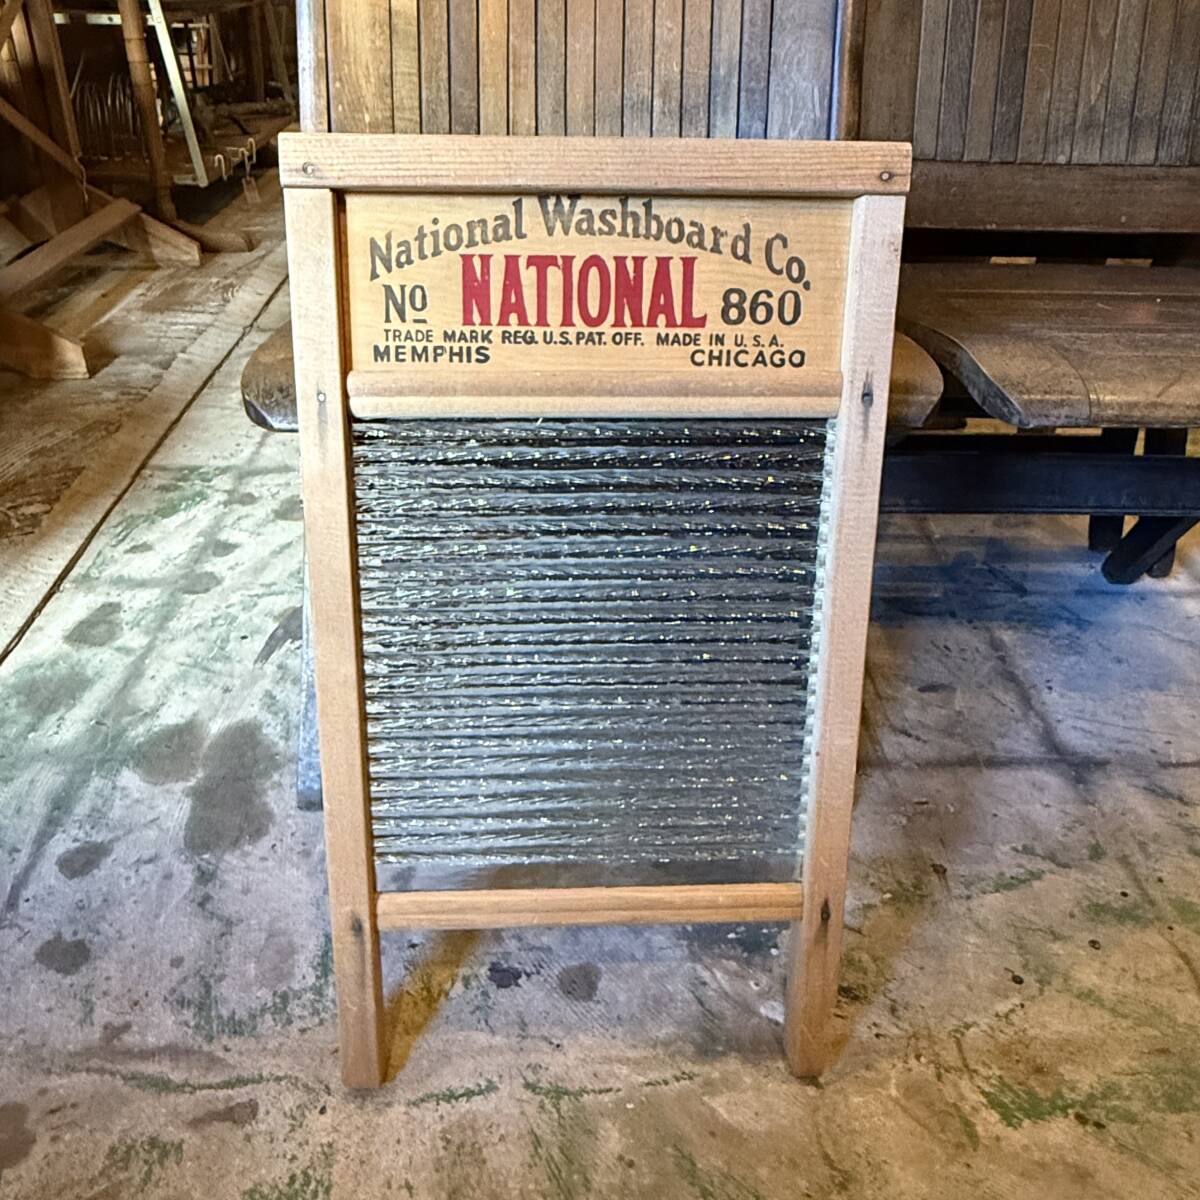 National Washboard Co.
No NATIONAL 860
TRADE MARK REG. U.S. PAT. OFF. MADE IN U.S.A.
MEMPHIS CHICAGO